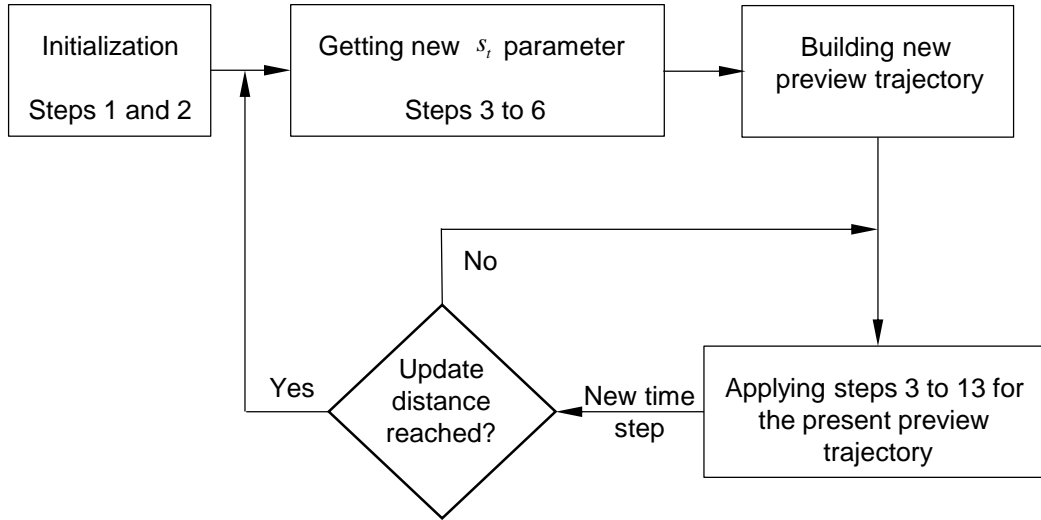 Initialization
Steps 1 and 2
Getting new s_t parameter
Steps 3 to 6
Building new
preview trajectory
No
Yes
Update
distance
reached?
New time
step
Applying steps 3 to 13 for
the present preview
trajectory